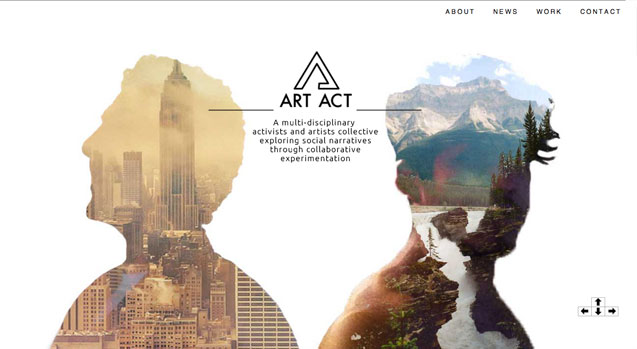 ABOUT NEWS WORK CONTACT
ART ACT
A multi-disciplinary
activists and artists collective
exploring social narratives
through collaborative
experimentation